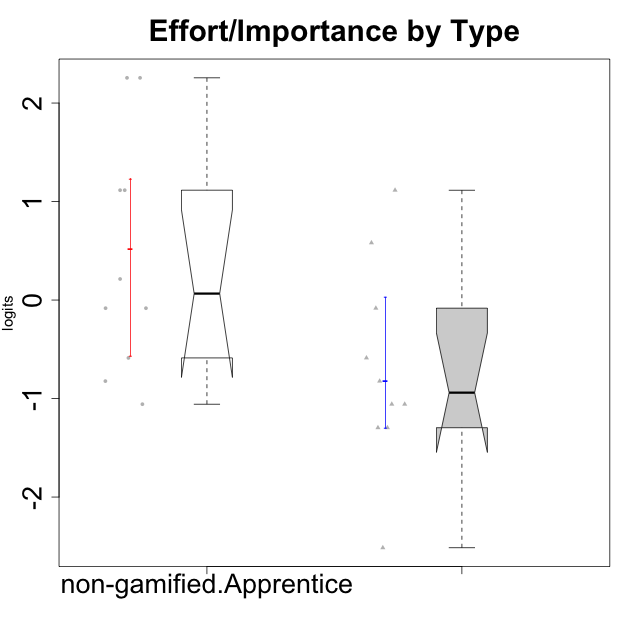 Effort/Importance by Type
2
1
0
-1
-2
logits
non-gamified.Apprentice